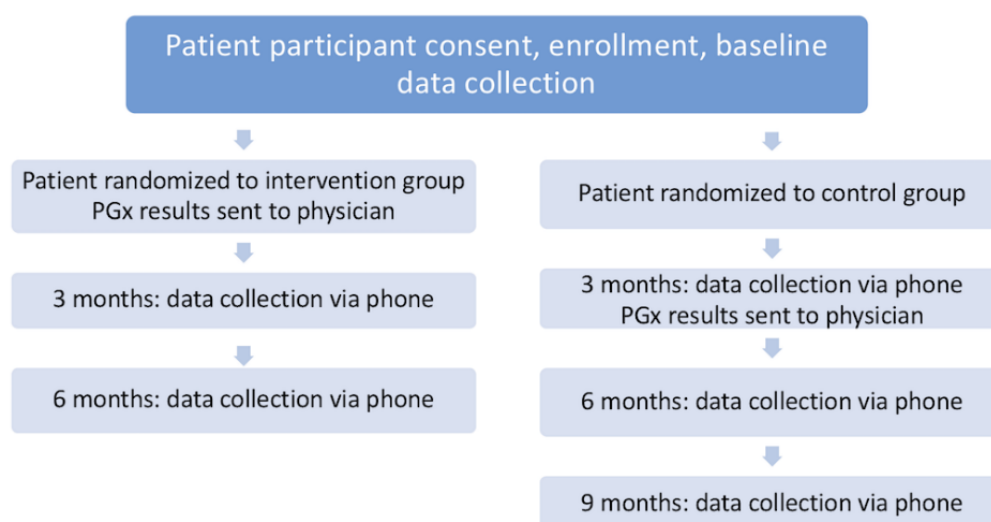 Patient participant consent, enrollment, baseline
data collection
Patient randomized to intervention group
PGx results sent to physician
3 months: data collection via phone
6 months: data collection via phone
Patient randomized to control group
3 months: data collection via phone
PGx results sent to physician
6 months: data collection via phone
9 months: data collection via phone